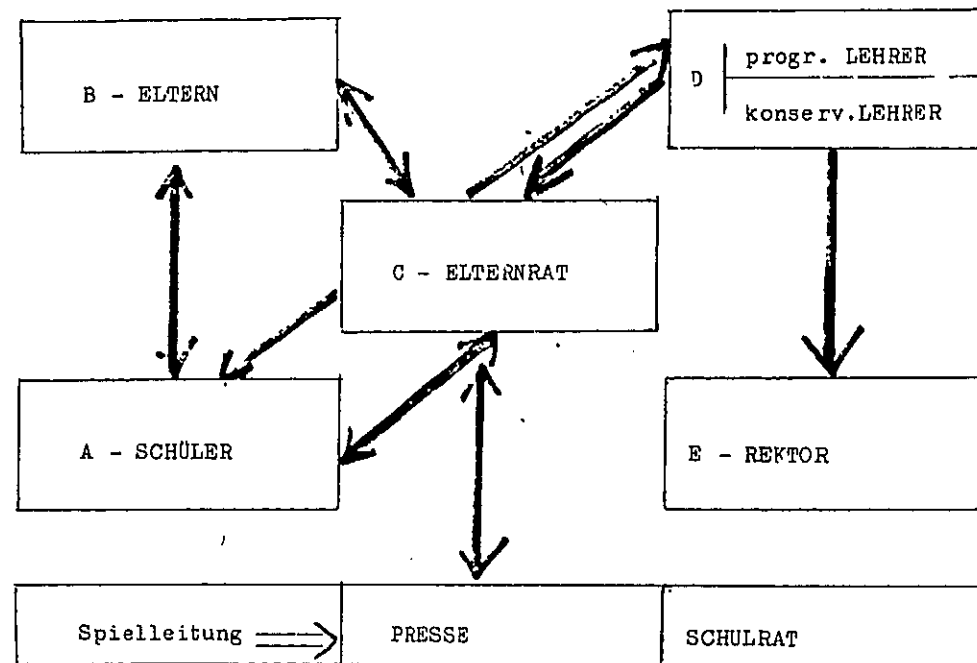 B - ELTERN
D
progr. LEHRER
konserv.LEHRER
C - ELTERNRAT
A - SCHÜLER
E - REKTOR
Spielleitung
PRESSE
SCHULRAT